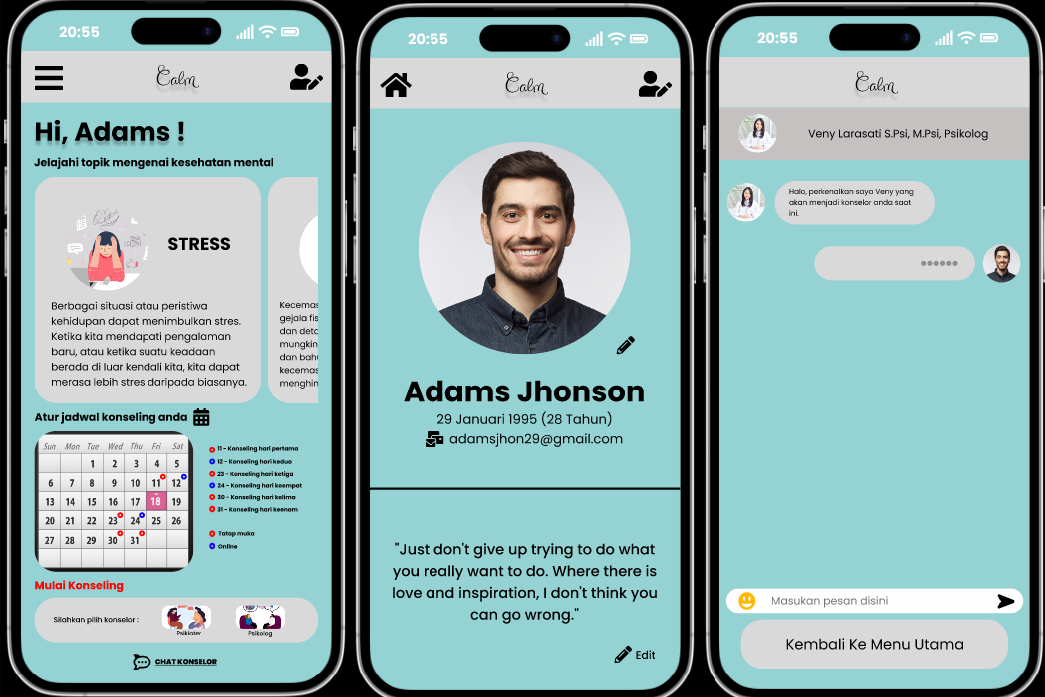 20:55
Calm
Hi, Adams !
Jelajahi topik mengenai kesehatan mental
STRESS
Berbagai situasi atau peristiwa
kehidupan dapat menimbulkan stres.
Ketika kita mendapati pengalaman
baru, atau ketika suatu keadaan
berada di luar kendali kita, kita dapat
merasa lebih stres daripada biasanya.
Kecemas
gejala fis
dan deto
mungkin
dan bahu
kecemas
menghin
Atur jadwal konseling anda
Sun Mon Tue Wed Thu Fri Sat
1 2 3 4 5
6 7 8 9 10 11 12
13 14 15 16 17 18 19
20 21 22 23 24 25 26
27 28 29 30 31
11 - Konseling hari pertama
12 - Konseling hari kedua
23 - Konseling hari ketiga
24 - Konseling hari keempat
30 - Konseling hari kelima
31 - Konseling hari keenam
Tatap muka
Online
Mulai Konseling
Silahkan pilih konselor :
Psikiater
Psikolog
CHAT KONSELOR
20:55
Calm
Adams Jhonson
29 Januari 1995 (28 Tahun)
adamsjhon29@gmail.com
"Just don't give up trying to do what
you really want to do. Where there is
love and inspiration, I don't think you
can go wrong."
Edit
20:55
Calm
Veny Larasati S.Psi, M.Psi, Psikolog
Halo, perkenalkan saya Veny yang
akan menjadi konselor anda saat
ini.
Masukan pesan disini
Kembali Ke Menu Utama